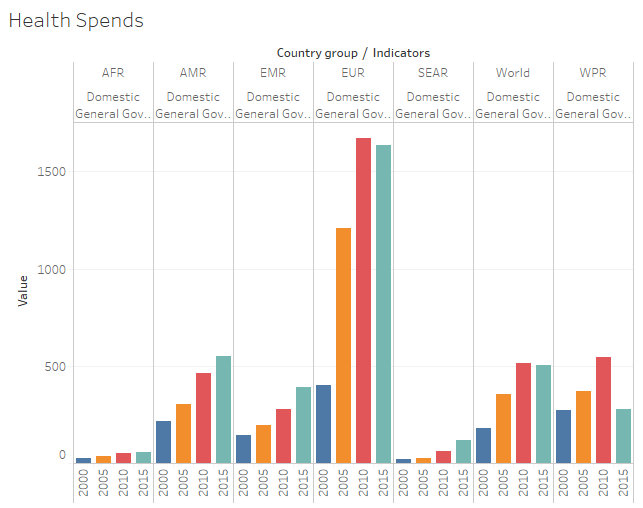 Health Spends
Country group / Indicators
AFR AMR EMR EUR SEAR World WPR
Domestic Domestic Domestic Domestic Domestic Domestic Domestic
General Gov.. General Gov.. General Gov.. General Gov.. General Gov.. General Gov.. General Gov..
1500
1000
Value
500
0
2000 2005 2010 2015 2000 2005 2010 2015 2000 2005 2010 2015 2000 2005 2010 2015 2000 2005 2010 2015 2000 2005 2010 2015 2000 2005 2010 2015